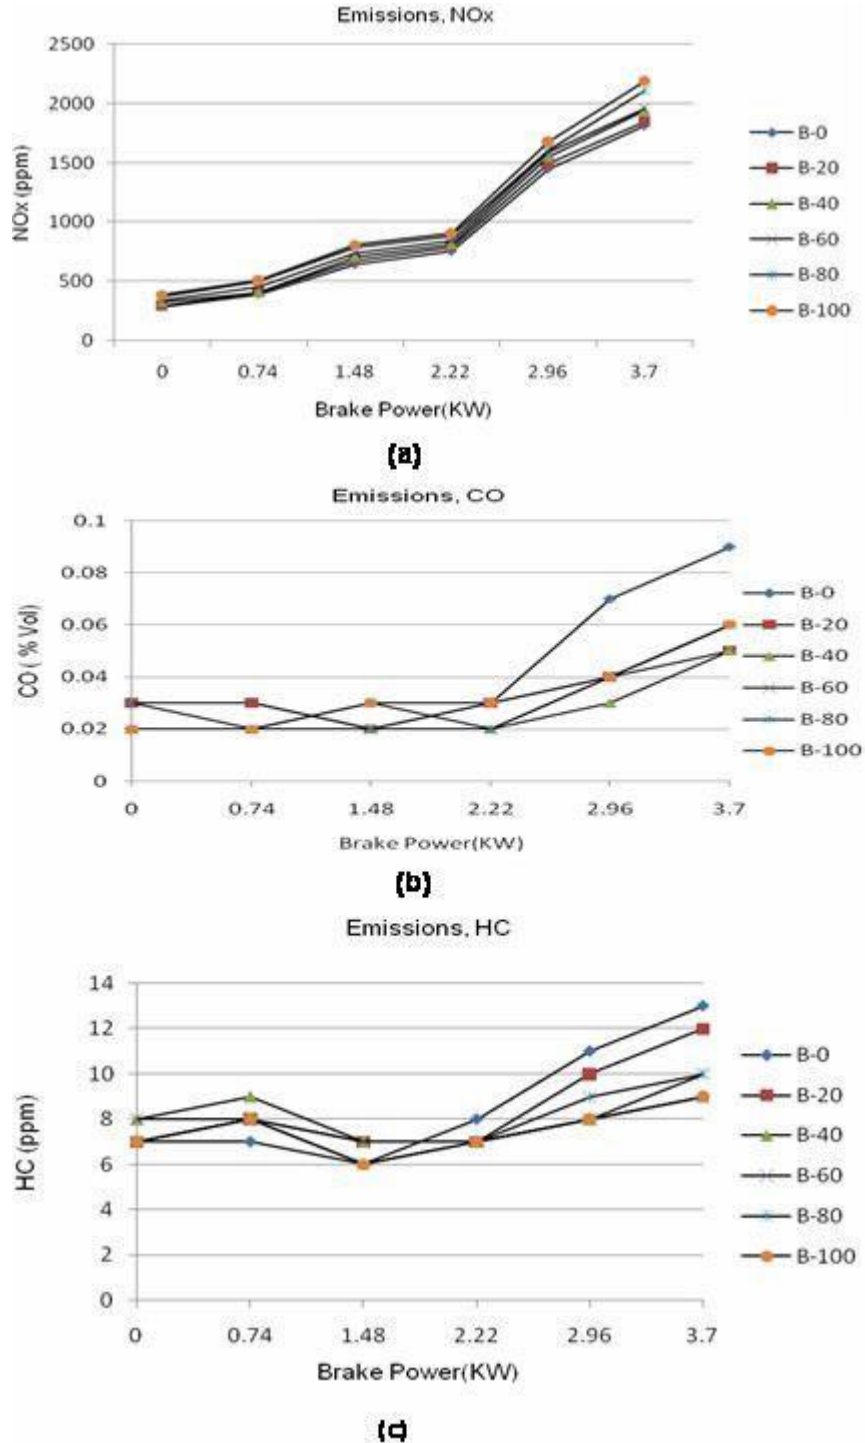 Emissions, NOx
2500
2000
1500
1000
500
0
NOx (ppm)
0 0.74 1.48 2.22 2.96 3.7
Brake Power(KW)
B-0
B-20
B-40
B-60
B-80
B-100
(a)
Emissions, CO
0.1
0.08
0.06
0.04
0.02
0
CO ( % Vol)
0 0.74 1.48 2.22 2.96 3.7
Brake Power(KW)
B-0
B-20
B-40
B-60
B-80
B-100
(b)
Emissions, HC
14
12
10
8
6
4
2
0
HC (ppm)
0 0.74 1.48 2.22 2.96 3.7
Brake Power(KW)
B-0
B-20
B-40
B-60
B-80
B-100
(c)